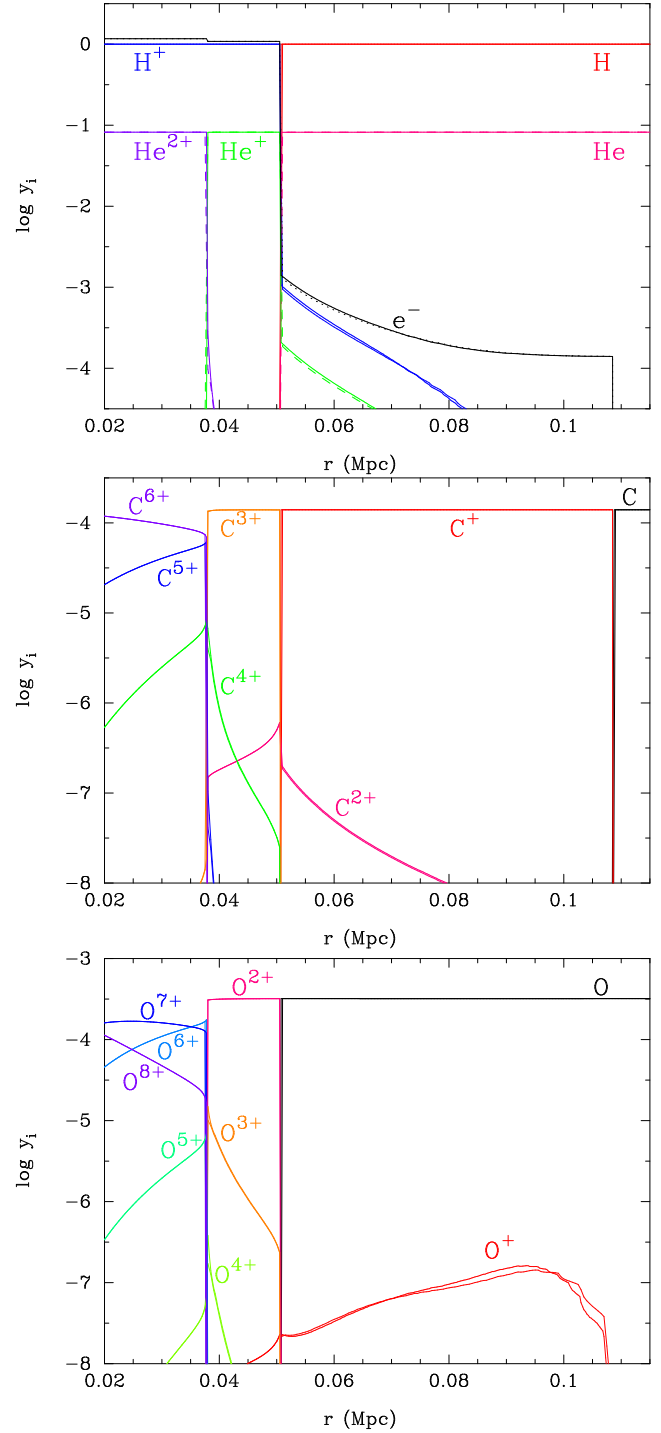 0
H⁺
H
−1
He²⁺
He⁺
He
log yᵢ
−2
−3
e⁻
−4
0.02
0.04
0.06
0.08
0.1
r (Mpc)
C⁶⁺
C³⁺
C
−4
C⁺
C⁵⁺
−5
C⁴⁺
log yᵢ
−6
−7
C²⁺
−8
0.02
0.04
0.06
0.08
0.1
r (Mpc)
−3
O²⁺
O
O⁷⁺
−4
O⁶⁺
O⁸⁺
−5
O³⁺
O⁵⁺
log yᵢ
−6
O⁺
O⁴⁺
−7
−8
0.02
0.04
0.06
0.08
0.1
r (Mpc)